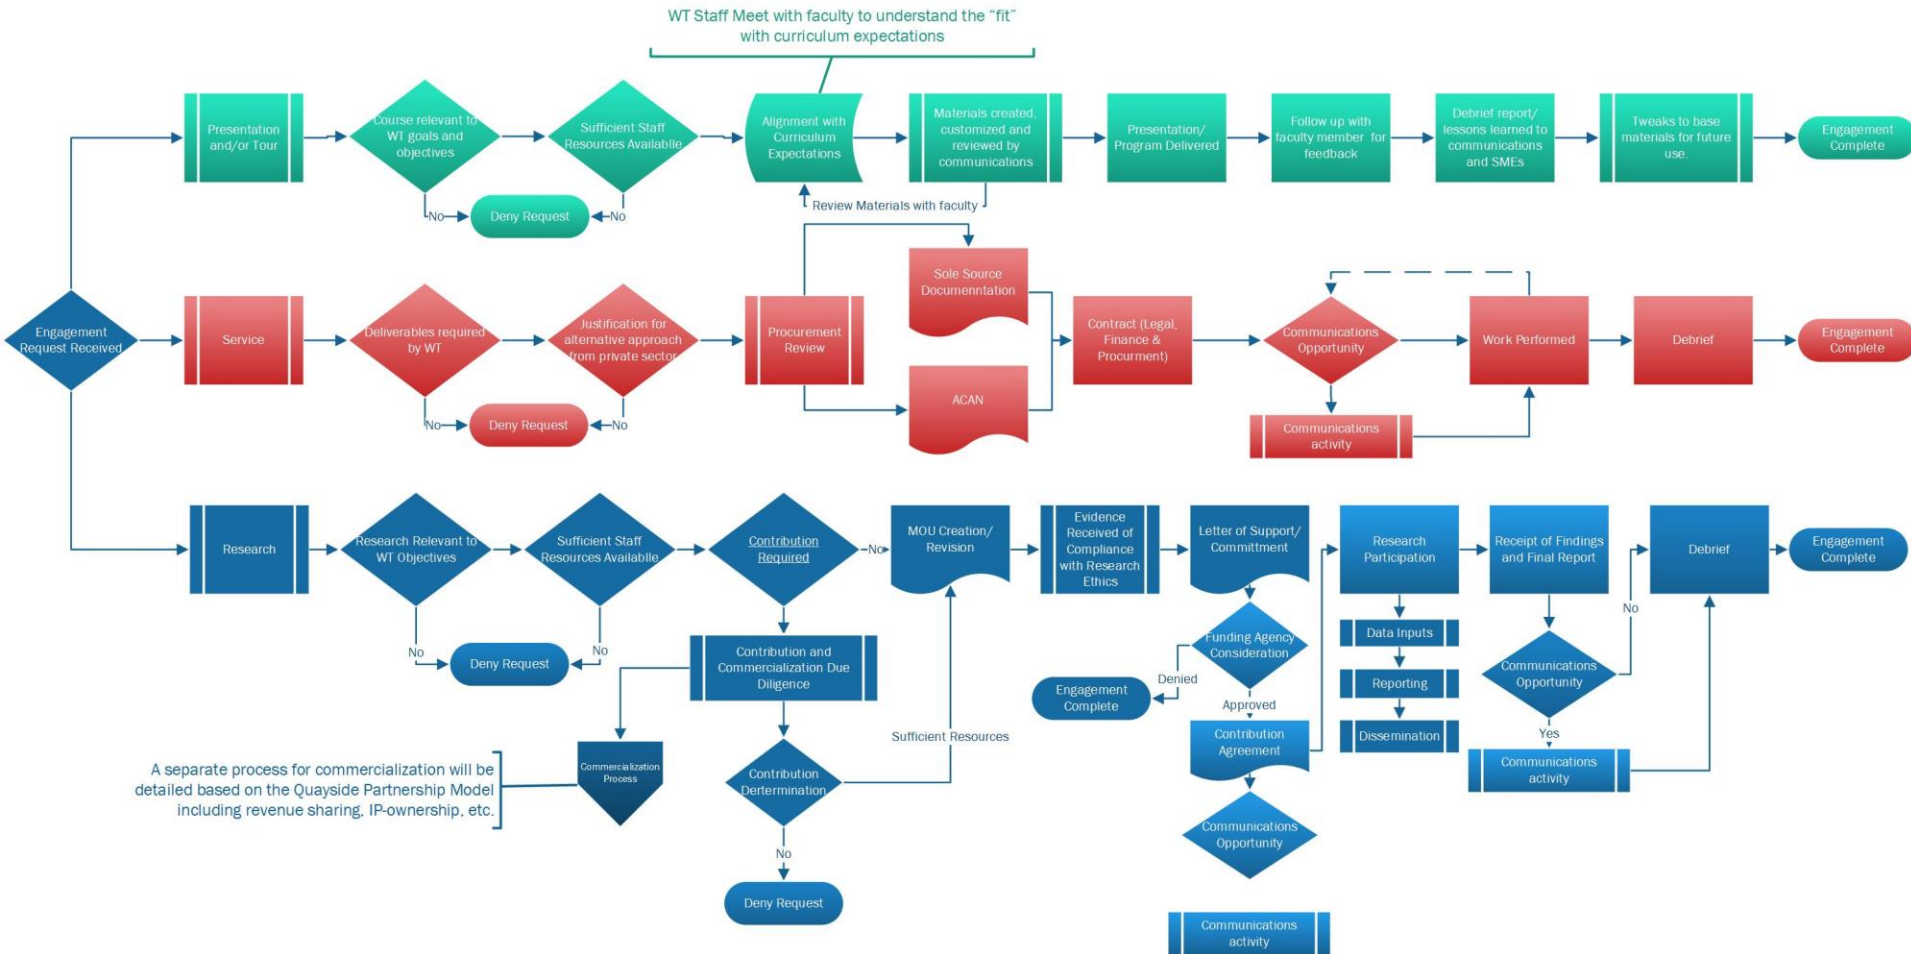 WT Staff Meet with faculty to understand the “fit”
with curriculum expectations
Presentation
and/or Tour
Course relevant to
WT goals and
objectives
Sufficient Staff
Resources Availablle
Alignment with
Curriculum
Expectations
Materials created,
customized and
reviewed by
communications
Presentation/
Program Delivered
Follow up with
faculty member for
feedback
Debrief report/
lessons learned to
communications
and SMEs
Tweaks to base
materials for future
use.
Engagement
Complete
No
Deny Request
No
Review Materials with faculty
Engagement
Request Received
Service
Deliverables required
by WT
Justification for
alternative approach
from private sector
Procurement
Review
Sole Source
Documenntation
ACAN
Contract (Legal,
Finance &
Procurment)
Communications
Opportunity
Work Performed
Debrief
Engagement
Complete
No
Deny Request
No
Communications
activity
Research
Research Relevant to
WT Objectives
Sufficient Staff
Resources Availablle
Contribution
Required
No
MOU Creation/
Revision
Evidence
Received of
Compliance
with Research
Ethics
Letter of Support/
Committment
Research
Participation
Receipt of Findings
and Final Report
Debrief
Engagement
Complete
No
Deny Request
No
Contribution and
Commercialization Due
Diligence
Funding Agency
Consideration
Denied
Engagement
Complete
Approved
Data Inputs
Reporting
Dissemination
Communications
Opportunity
No
Yes
Communications
activity
Sufficient Resources
Contribution
Agreement
A separate process for commercialization will be
detailed based on the Quayside Partnership Model
including revenue sharing, IP-ownership, etc.
Commercialization
Process
Contribution
Dertermination
No
Deny Request
Communications
Opportunity
Communications
activity